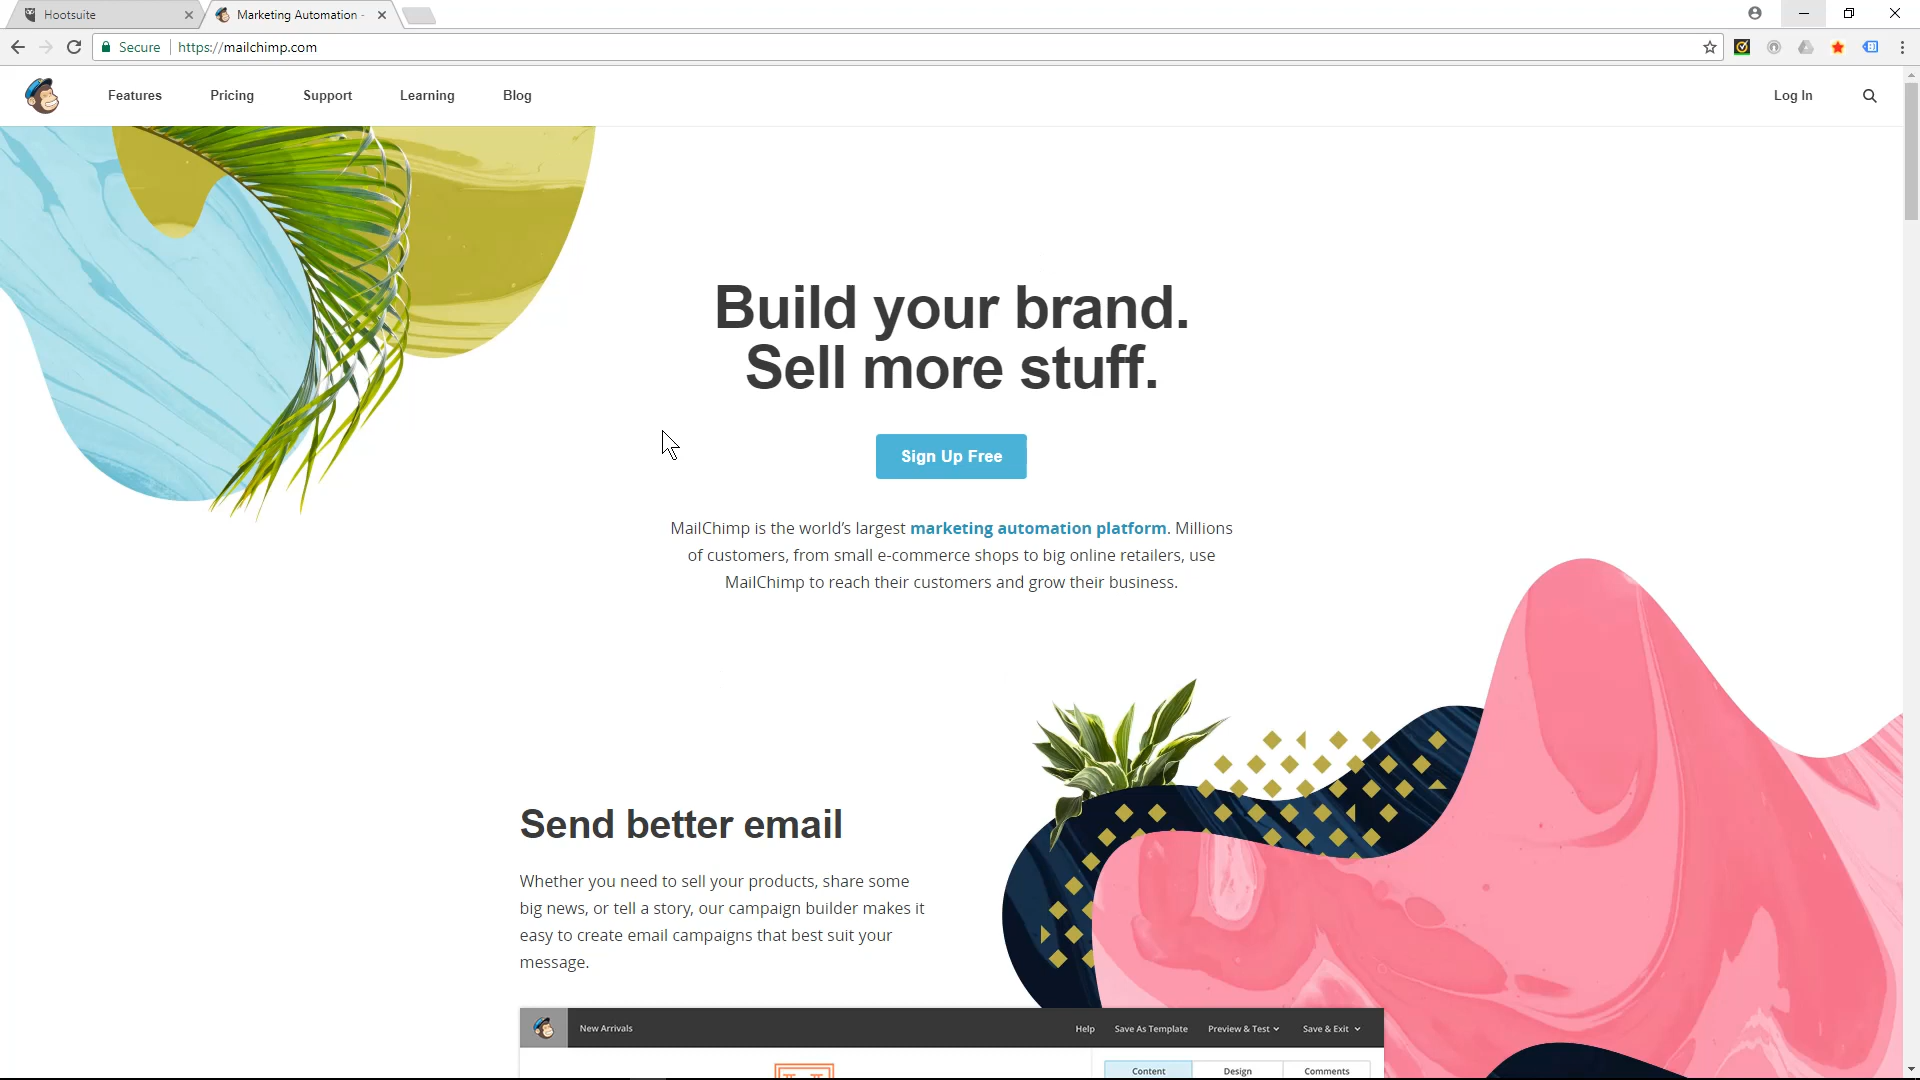 Hootsuite
Marketing Automation -
Secure
https://mailchimp.com
Features
Pricing
Support
Learning
Blog
Log In
Build your brand.
Sell more stuff.
Sign Up Free
MailChimp is the world's largest marketing automation platform. Millions
of customers, from small e-commerce shops to big online retailers, use
MailChimp to reach their customers and grow their business.
Send better email
Whether you need to sell your products, share some
big news, or tell a story, our campaign builder makes it
easy to create email campaigns that best suit your
message.
New Arrivals
Help
Save As Template
Preview & Test
Save & Exit
Content
Design
Comments